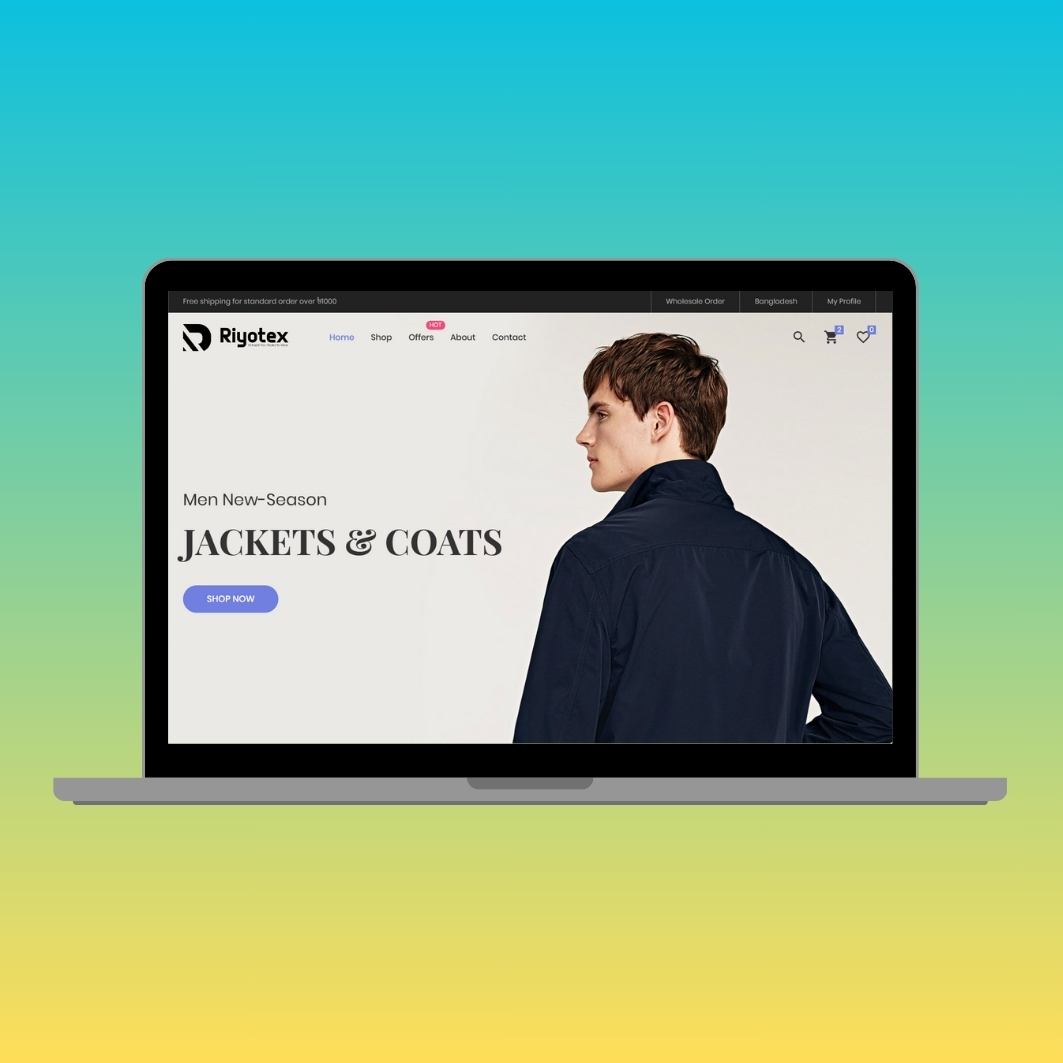 Free shipping for standard order over ৳1000
Wholesale Order
Bangladesh
My Profile
Riyotex
Home
Shop
Offers
HOT
About
Contact
2
0
Men New-Season
JACKETS & COATS
SHOP NOW